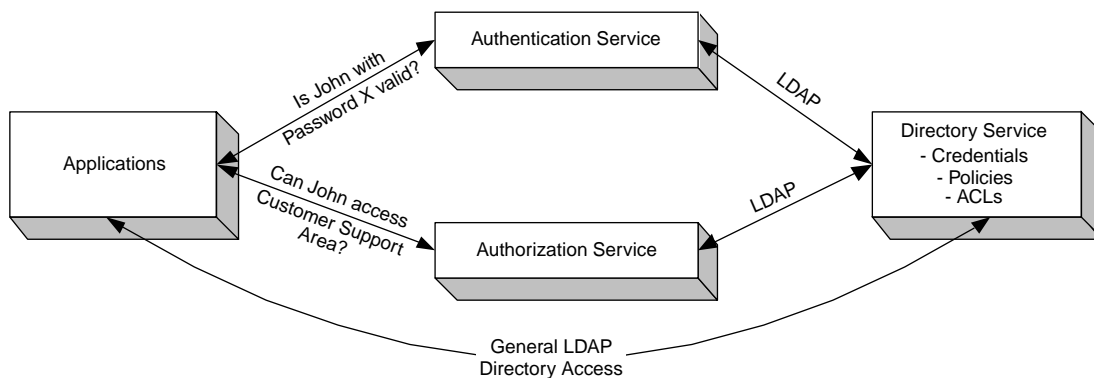 Authentication Service
Is John with
Password X valid?
LDAP
Applications
Directory Service
- Credentials
- Policies
- ACLs
Can John access
Customer Support
Area?
LDAP
Authorization Service
General LDAP
Directory Access